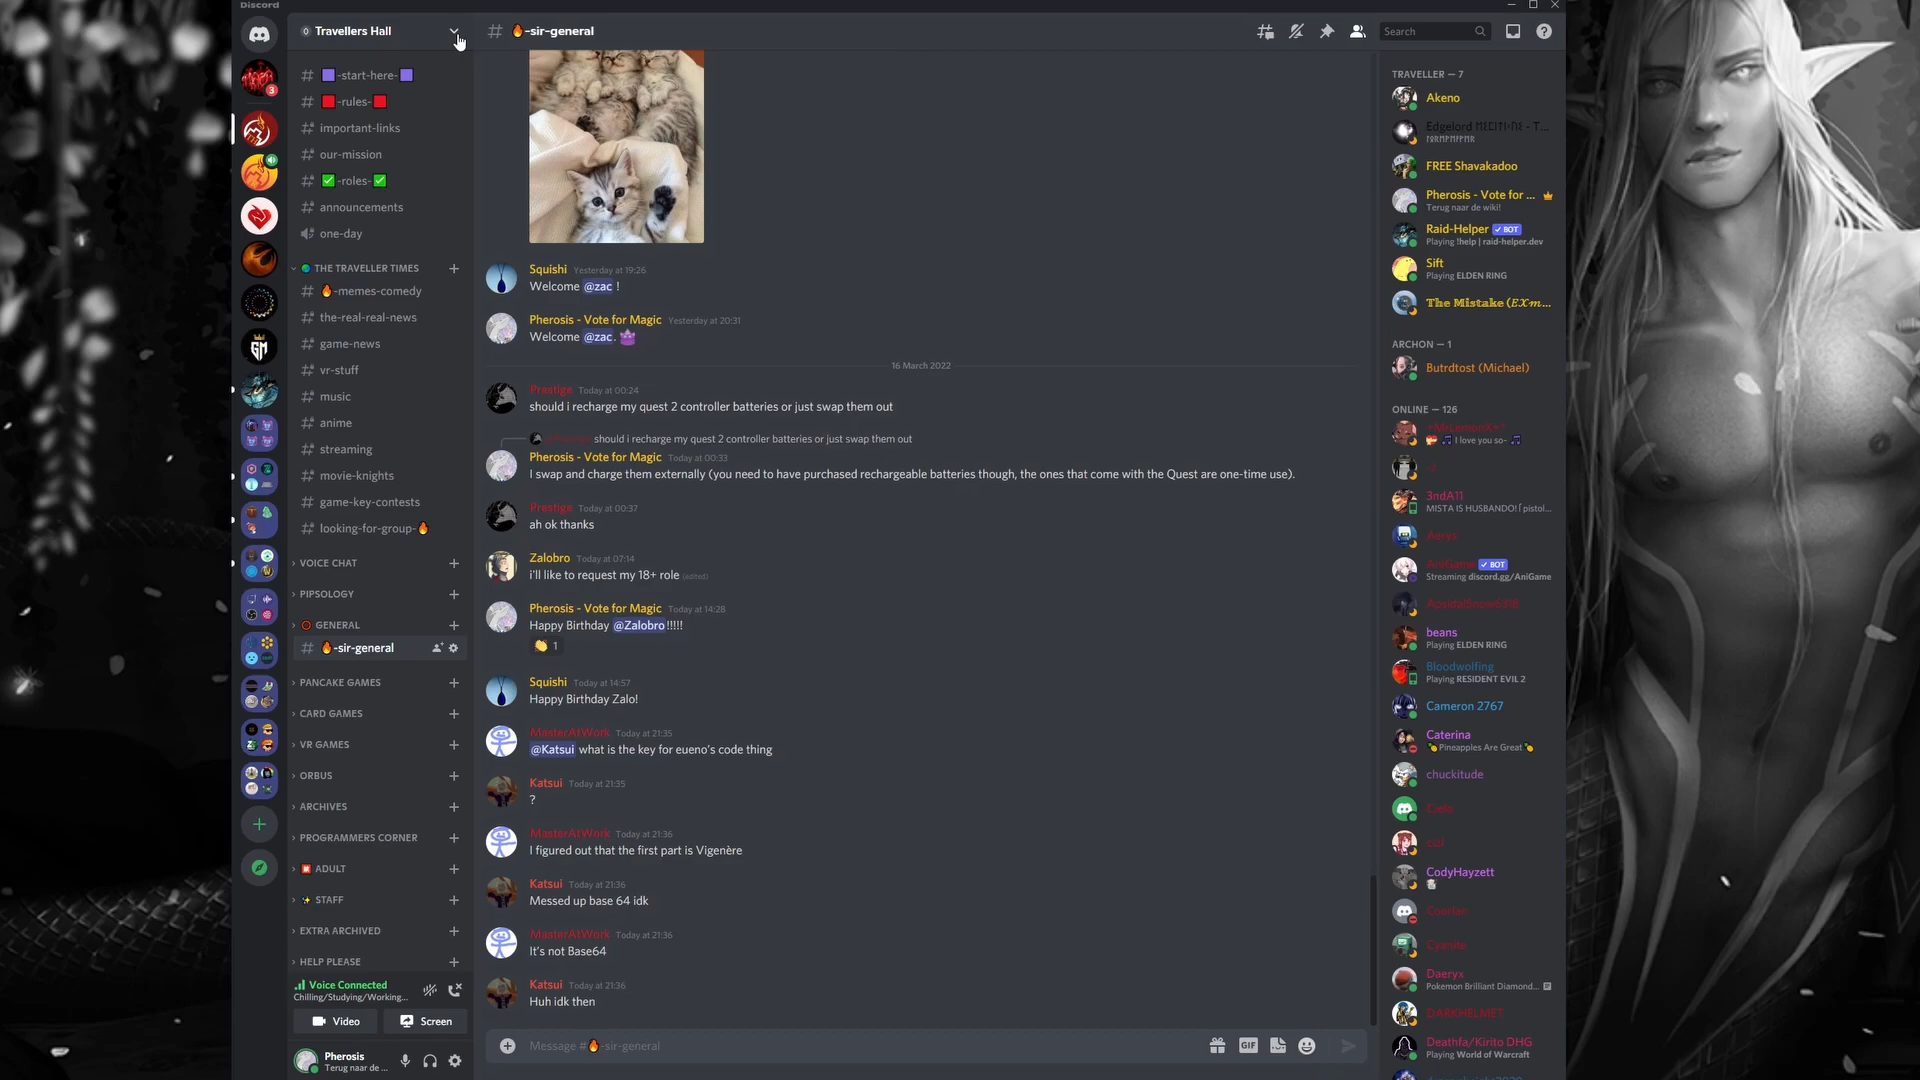 Discord
Travellers Hall
-start-here-
-rules-
important-links
our-mission
-roles-
announcements
one-day
THE TRAVELLER TIMES
-memes-comedy
the-real-real-news
game-news
vr-stuff
music
anime
streaming
movie-knights
game-key-contests
looking-for-group-
VOICE CHAT
PIPSOLOGY
GENERAL
-sir-general
PANCAKE GAMES
CARD GAMES
VR GAMES
ORBUS
ARCHIVES
PROGRAMMERS CORNER
ADULT
STAFF
EXTRA ARCHIVED
HELP PLEASE
Voice Connected
Chilling/Studying/Working...
Video Screen
Pherosis
Terug naar de ...
# 🔥-sir-general
Search
Squishi Yesterday at 19:26
Welcome @zac !
Pherosis - Vote for Magic Yesterday at 20:31
Welcome @zac.
16 March 2022
Prestige Today at 00:24
should i recharge my quest 2 controller batteries or just swap them out
should i recharge my quest 2 controller batteries or just swap them out
Pherosis - Vote for Magic Today at 00:33
I swap and charge them externally (you need to have purchased rechargeable batteries though, the ones that come with the Quest are one-time use).
Prestige Today at 00:37
ah ok thanks
Zalobro Today at 07:14
i'll like to request my 18+ role (edited)
Pherosis - Vote for Magic Today at 14:28
Happy Birthday @Zalobro!!!!!
1
Squishi Today at 14:57
Happy Birthday Zalo!
MasterAtWork Today at 21:35
@Katsui what is the key for eueno's code thing
Katsui Today at 21:35
?
MasterAtWork Today at 21:36
I figured out that the first part is Vigenère
Katsui Today at 21:36
Messed up base 64 idk
MasterAtWork Today at 21:36
It's not Base64
Katsui Today at 21:36
Huh idk then
Message #🔥-sir-general
GIF
TRAVELLER — 7
Akeno
Edgelord
FREE Shavakadoo
Pherosis - Vote for ...
Terug naar de wiki!
Raid-Helper ✓ BOT
Playing !help | raid-helper.dev
Sift
Playing ELDEN RING
The Mistake (EXm...
ARCHON — 1
Butrdtost (Michael)
ONLINE — 126
I love you so~
3ndA11
MISTA IS HUSBANDO! [pistol...
Aerys
AniGame ✓ BOT
Streaming discord.gg/AniGame
beans
Playing ELDEN RING
Bloodwolfing
Playing RESIDENT EVIL 2
Cameron 2767
Caterina
Pineapples Are Great
chuckitude
Cielo
CodyHayzett
Cyanite
Daeryx
Pokemon Brilliant Diamond...
DARKHELMET
Deathfa/Kirito DHG
Playing World of Warcraft
GM
3